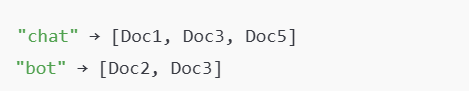 "chat" → [Doc1, Doc3, Doc5]
"bot" → [Doc2, Doc3]